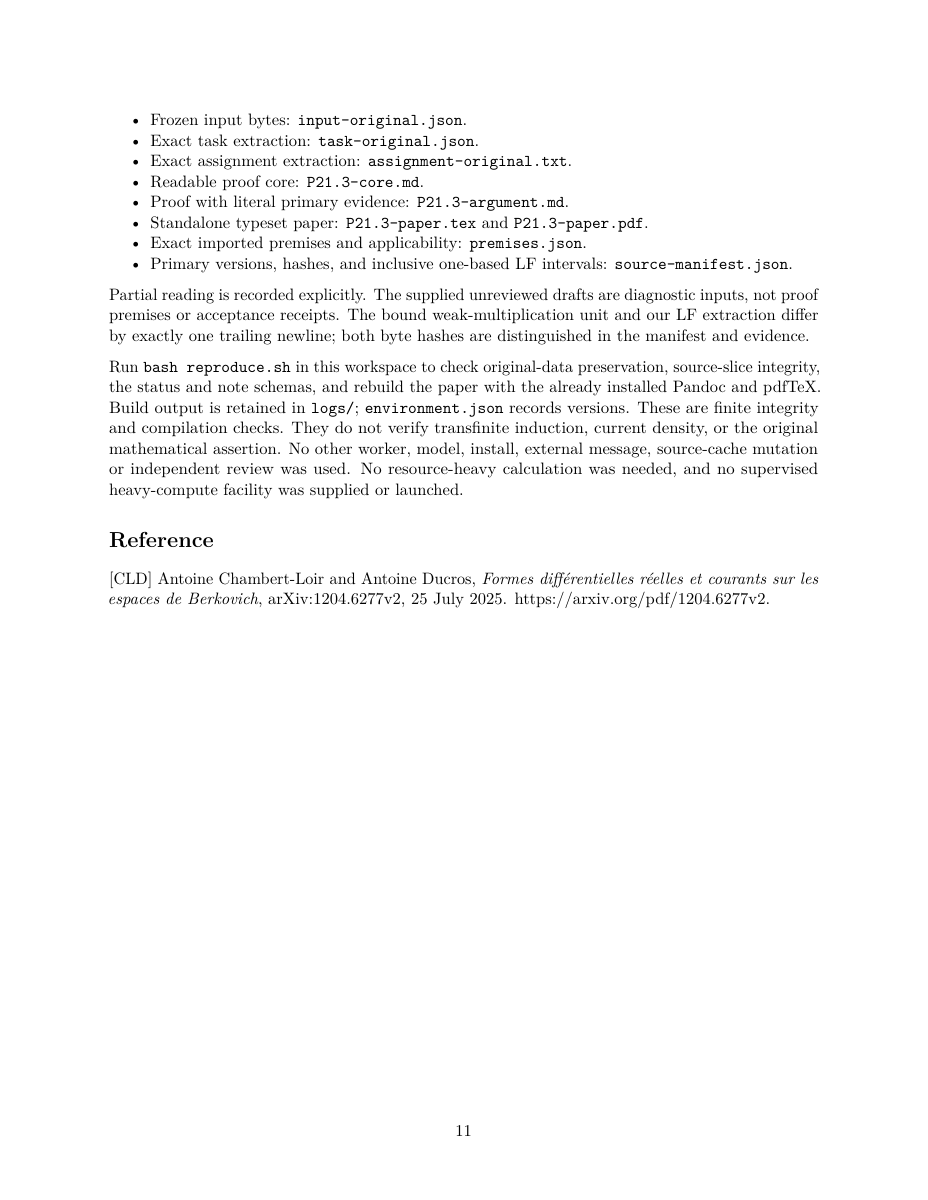 • Frozen input bytes: input-original.json.
• Exact task extraction: task-original.json.
• Exact assignment extraction: assignment-original.txt.
• Readable proof core: P21.3-core.md.
• Proof with literal primary evidence: P21.3-argument.md.
• Standalone typeset paper: P21.3-paper.tex and P21.3-paper.pdf.
• Exact imported premises and applicability: premises.json.
• Primary versions, hashes, and inclusive one-based LF intervals: source-manifest.json.
Partial reading is recorded explicitly. The supplied unreviewed drafts are diagnostic inputs, not proof
premises or acceptance receipts. The bound weak-multiplication unit and our LF extraction differ
by exactly one trailing newline; both byte hashes are distinguished in the manifest and evidence.
Run bash reproduce.sh in this workspace to check original-data preservation, source-slice integrity,
the status and note schemas, and rebuild the paper with the already installed Pandoc and pdfTeX.
Build output is retained in logs/; environment.json records versions. These are finite integrity
and compilation checks. They do not verify transfinite induction, current density, or the original
mathematical assertion. No other worker, model, install, external message, source-cache mutation
or independent review was used. No resource-heavy calculation was needed, and no supervised
heavy-compute facility was supplied or launched.
Reference
[CLD] Antoine Chambert-Loir and Antoine Ducros, Formes différentielles réelles et courants sur les
espaces de Berkovich, arXiv:1204.6277v2, 25 July 2025. https://arxiv.org/pdf/1204.6277v2.
11